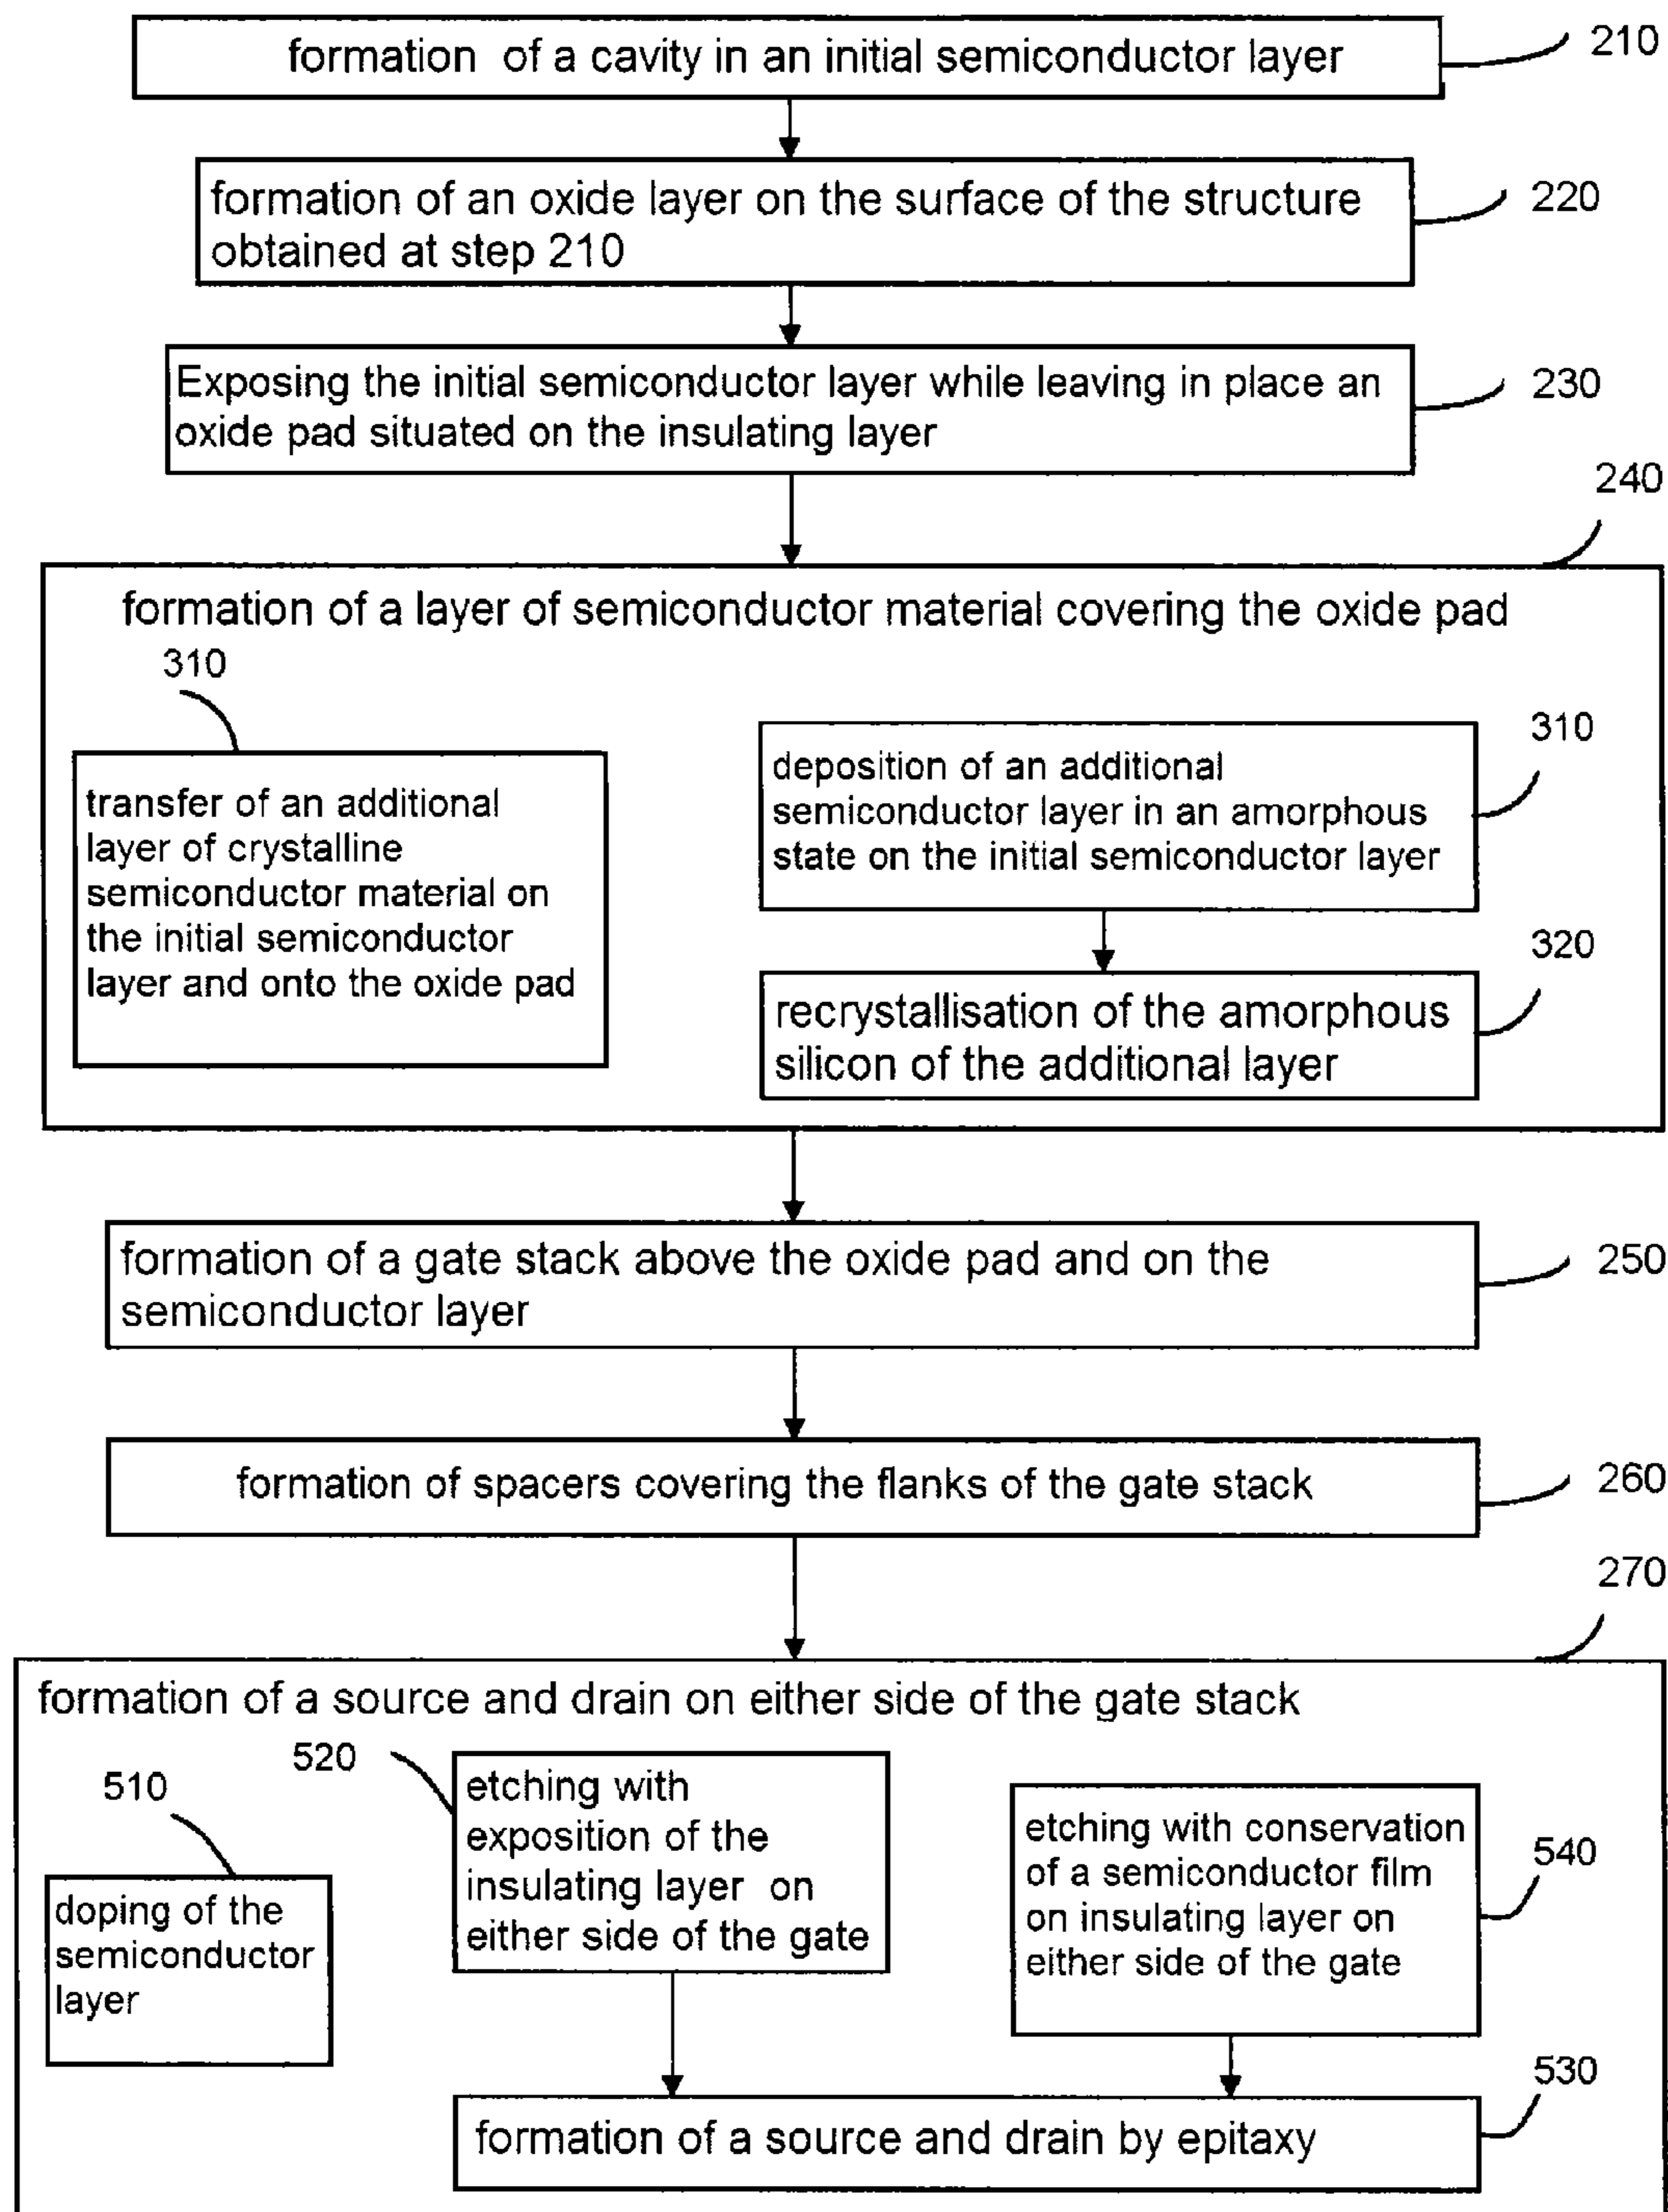 formation of a cavity in an initial semiconductor layer
210
formation of an oxide layer on the surface of the structure
obtained at step 210
220
Exposing the initial semiconductor layer while leaving in place an
oxide pad situated on the insulating layer
230
240
formation of a layer of semiconductor material covering the oxide pad
310
transfer of an additional
layer of crystalline
semiconductor material on
the initial semiconductor
layer and onto the oxide pad
deposition of an additional
semiconductor layer in an amorphous
state on the initial semiconductor layer
310
recrystallisation of the amorphous
silicon of the additional layer
320
formation of a gate stack above the oxide pad and on the
semiconductor layer
250
formation of spacers covering the flanks of the gate stack
260
270
formation of a source and drain on either side of the gate stack
510
doping of the
semiconductor
layer
520
etching with
exposition of the
insulating layer on
either side of the gate
etching with conservation
of a semiconductor film
on insulating layer on
either side of the gate
540
formation of a source and drain by epitaxy
530